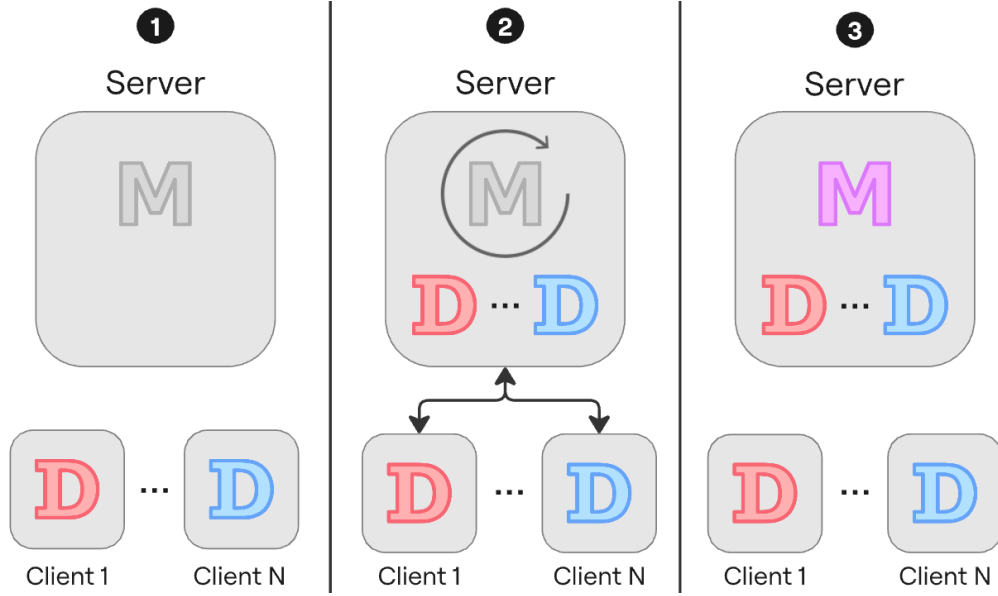 1
Server
M
D ... D
Client 1 Client N
2
Server
M
D ... D
D ... D
Client 1 Client N
3
Server
M
D ... D
D ... D
Client 1 Client N